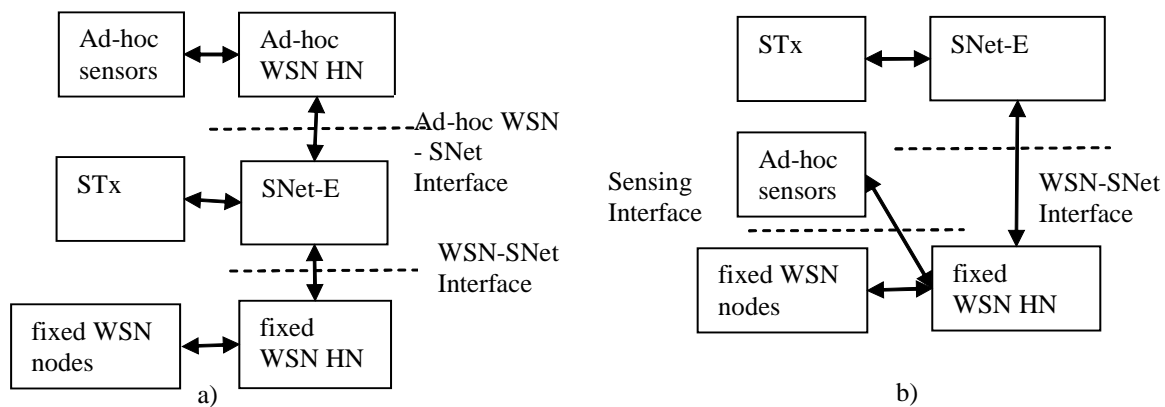 Ad-hoc
sensors
Ad-hoc
WSN HN
Ad-hoc WSN
- SNet
Interface
STx
SNet-E
WSN-SNet
Interface
fixed WSN
nodes
fixed
WSN HN
a)
STx
SNet-E
Ad-hoc
sensors
Sensing
Interface
WSN-SNet
Interface
fixed WSN
nodes
fixed
WSN HN
b)